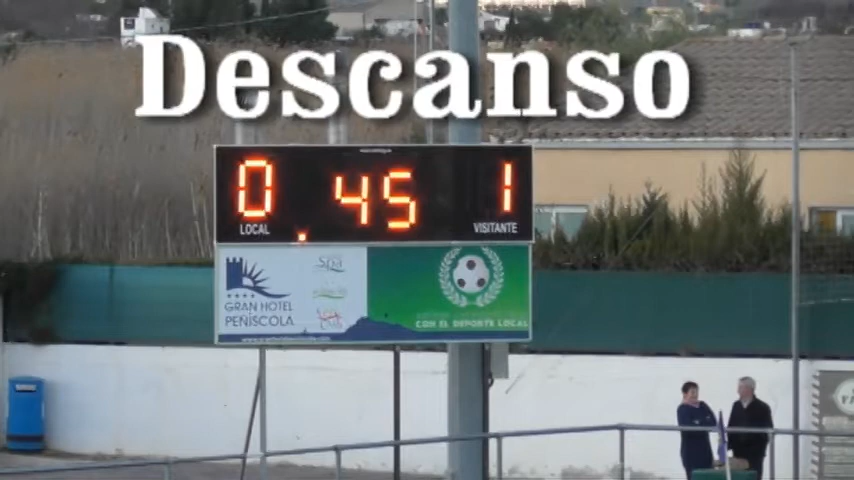 Descanso
0 45 1
LOCAL VISITANTE
Spa
GRAN HOTEL
PEÑISCOLA
CON EL DEPORTE LOCAL